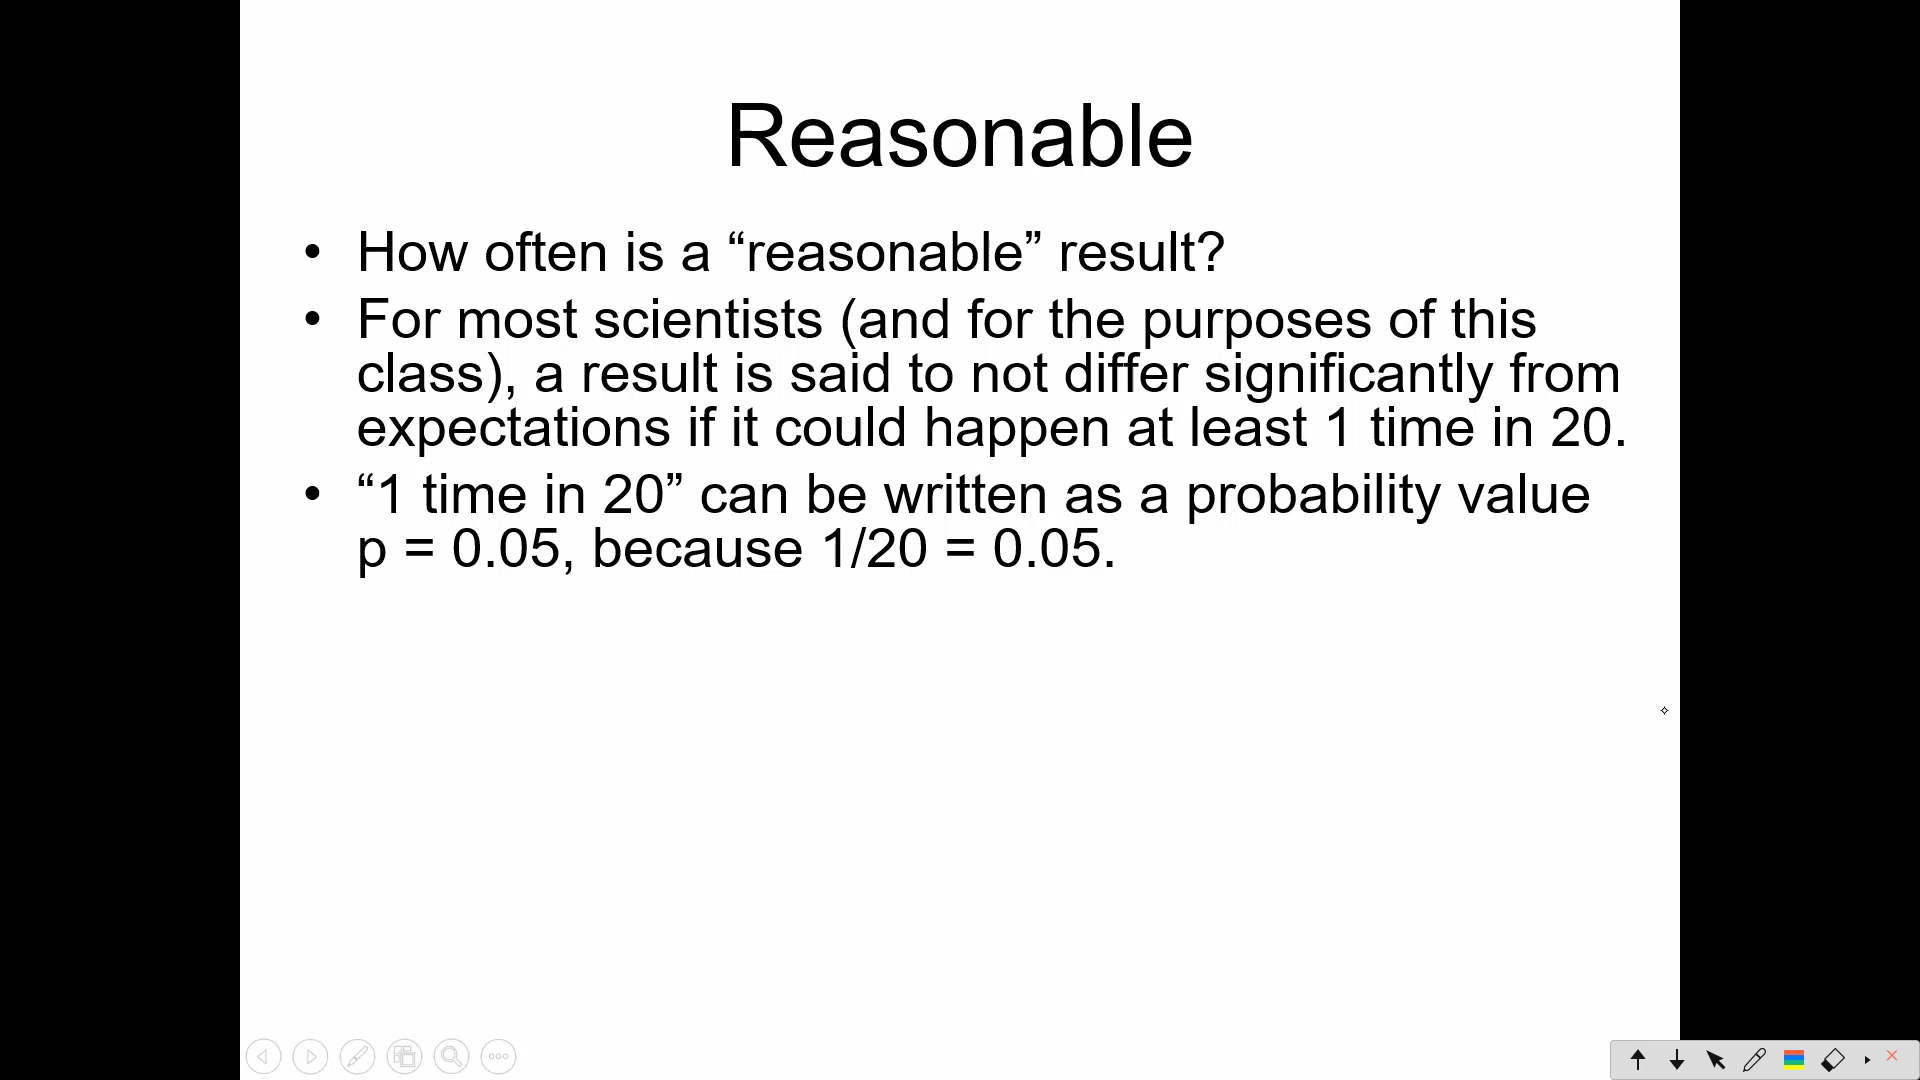 Reasonable
• How often is a “reasonable” result?
• For most scientists (and for the purposes of this
class), a result is said to not differ significantly from
expectations if it could happen at least 1 time in 20.
• “1 time in 20” can be written as a probability value
p = 0.05, because 1/20 = 0.05.